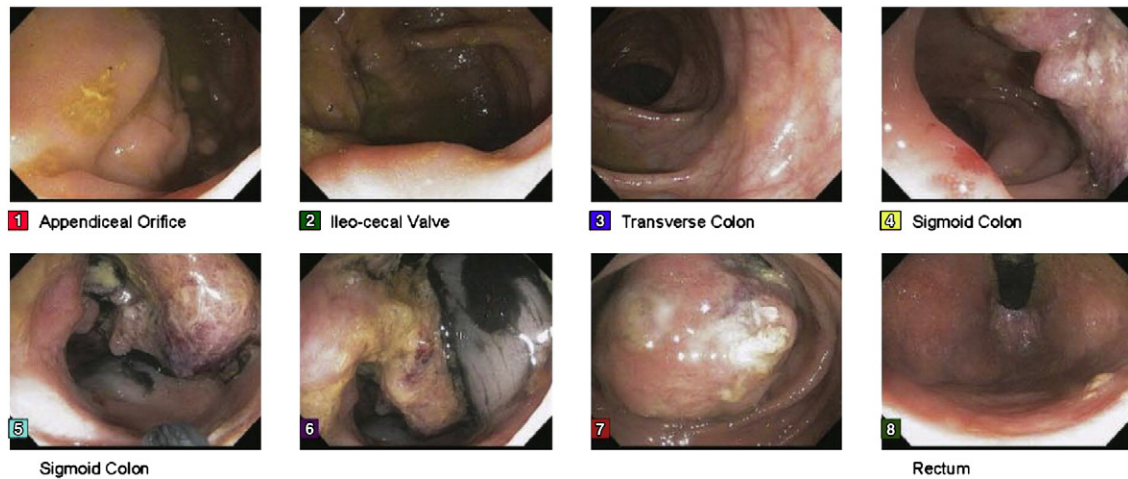 1 Appendiceal Orifice
2 Ileo-cecal Valve
3 Transverse Colon
4 Sigmoid Colon
5
6
7
8
Sigmoid Colon
Rectum